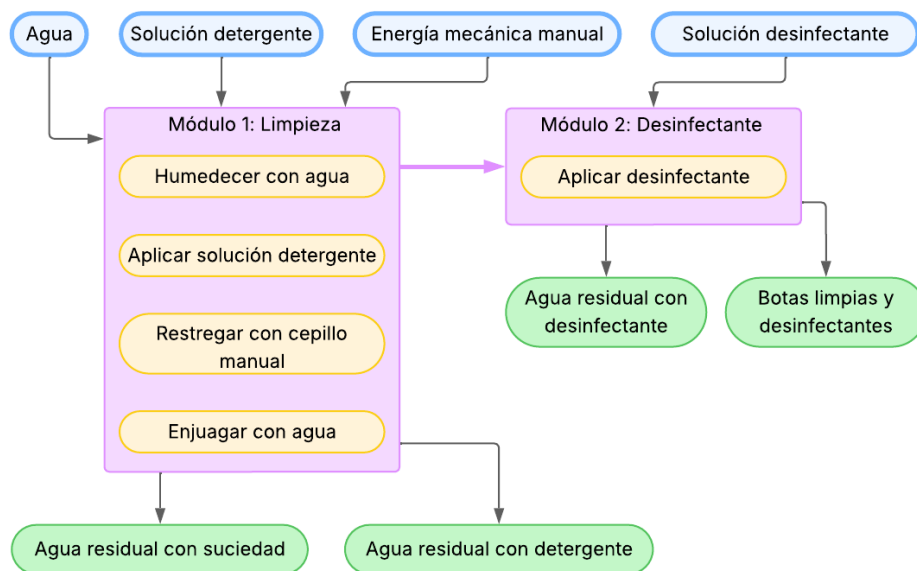 Agua
Solución detergente
Energía mecánica manual
Solución desinfectante
Módulo 1: Limpieza
Humedecer con agua
Aplicar solución detergente
Restregar con cepillo
manual
Enjuagar con agua
Módulo 2: Desinfectante
Aplicar desinfectante
Agua residual con
desinfectante
Botas limpias y
desinfectantes
Agua residual con suciedad
Agua residual con detergente